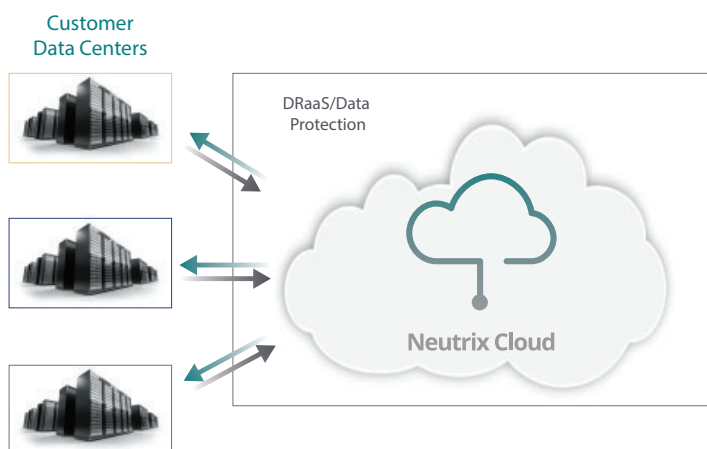 Customer
Data Centers
DRaaS/Data
Protection
Neutrix Cloud